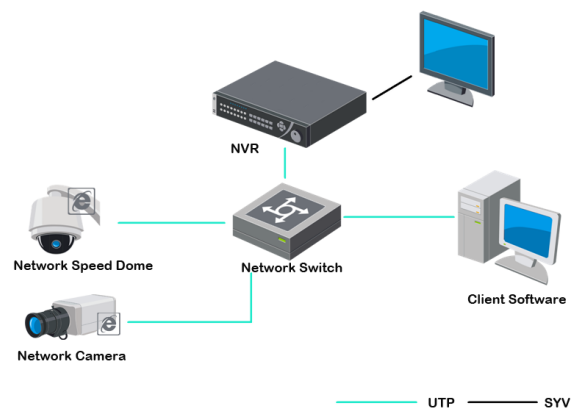 NVR
Network Speed Dome
Network Switch
Client Software
Network Camera
UTP
SYV